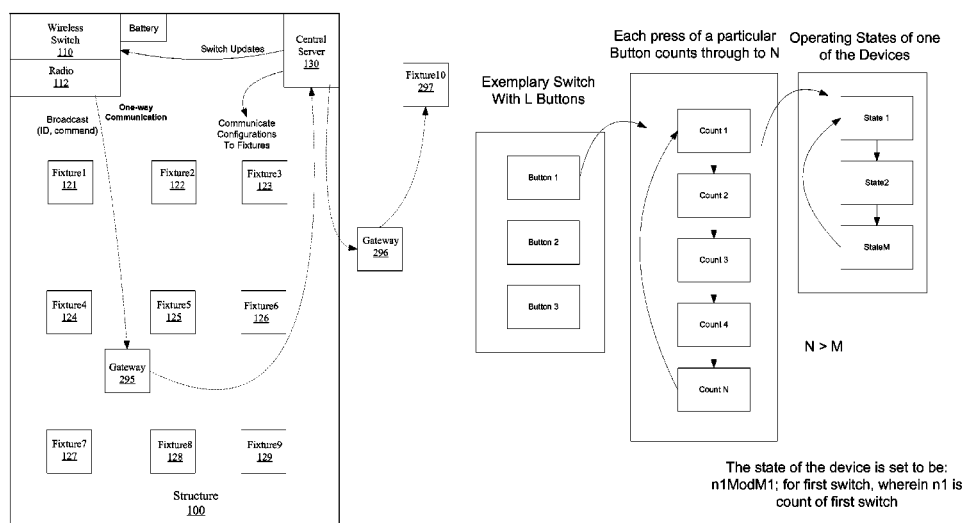 Wireless
Switch
110
Battery
Radio
112
Switch Updates
Central
Server
130
One-way
Communication
Broadcast
(ID, command)
Communicate
Configurations
To Fixtures
Fixture10
297
Fixture1
121
Fixture2
122
Fixture3
123
Gateway
296
Fixture4
124
Fixture5
125
Fixture6
126
Gateway
295
Fixture7
127
Fixture8
128
Fixture9
129
Structure
100
Exemplary Switch
With L Buttons
Button 1
Button 2
Button 3
Each press of a particular
Button counts through to N
Count 1
Count 2
Count 3
Count 4
Count N
Operating States of one
of the Devices
State 1
State2
StateM
N > M
The state of the device is set to be:
n1ModM1; for first switch, wherein n1 is
count of first switch